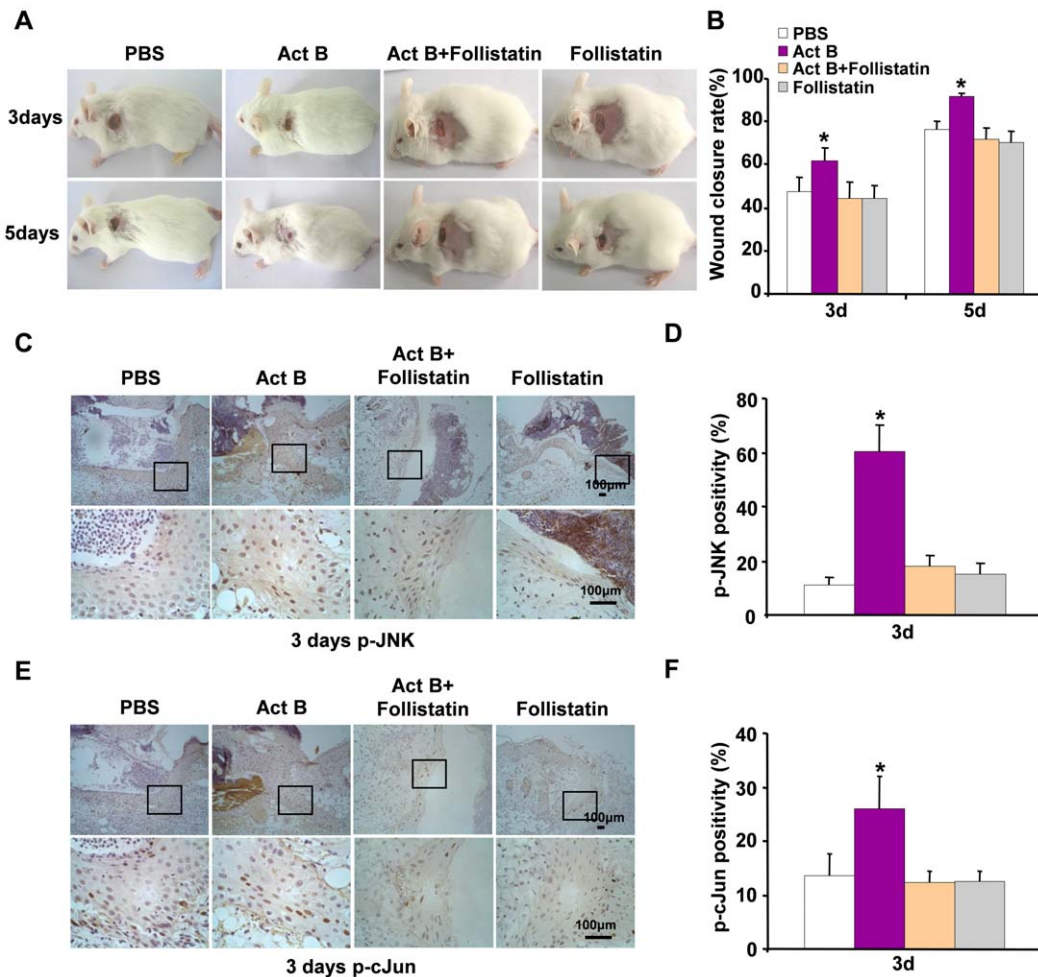 A
PBS
Act B
Act B+Follistatin
Follistatin
3days
5days
B
PBS
Act B
Act B+Follistatin
Follistatin
Wound closure rate(%)
100
80
60
40
20
0
*
*
3d
5d
C
PBS
Act B
Act B+
Follistatin
Follistatin
100μm
100μm
3 days p-JNK
D
p-JNK positivity (%)
80
60
40
20
0
*
3d
E
PBS
Act B
Act B+
Follistatin
Follistatin
100μm
100μm
3 days p-cJun
F
p-cJun positivity (%)
40
30
20
10
0
*
3d